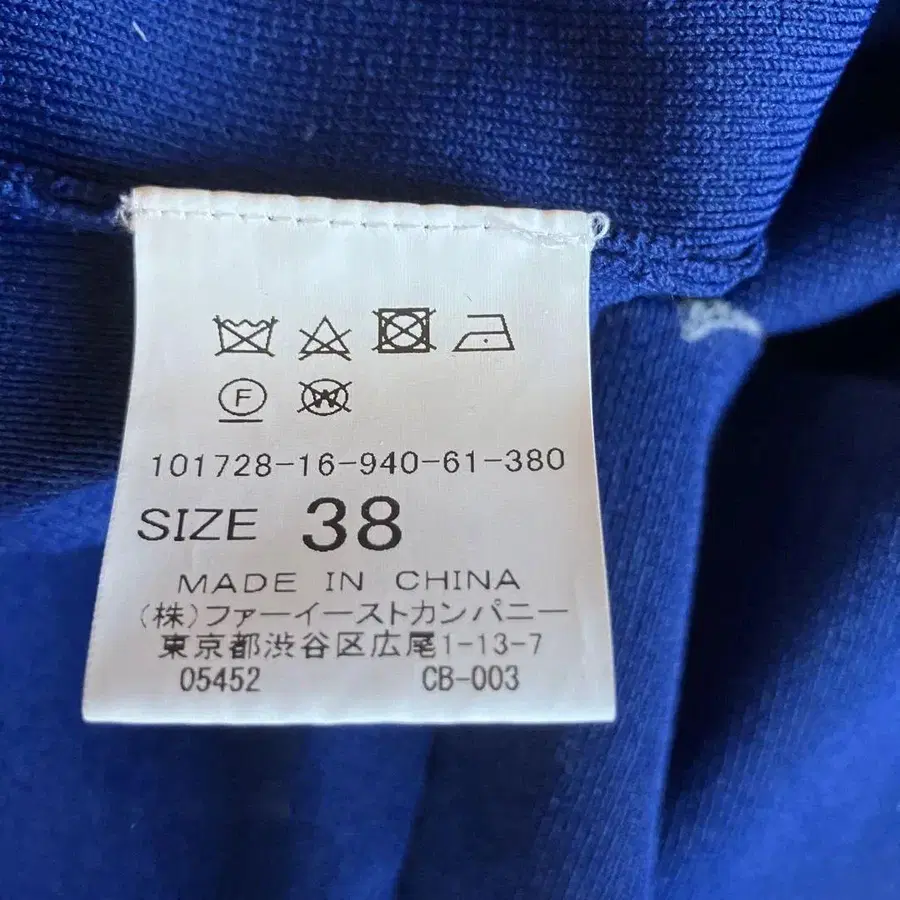 F W
101728-16-940-61-380
SIZE 38
MADE IN CHINA
(株)ファーイーストカンパニー
東京都渋谷区広尾1-13-7
05452 CB-003